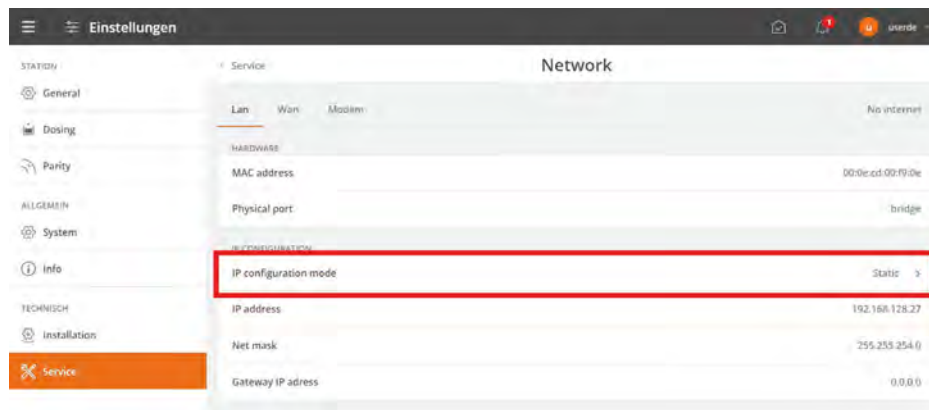 Einstellungen
1
u
userde
STATION
General
Dosing
Parity
ALLGEMEIN
System
Info
TECHNISCH
Installation
Service
Service
Network
Lan Wan Modem
No internet
HARDWARE
MAC address 00:0e:cd:00:f9:0e
Physical port bridge
IP CONFIGURATION
IP configuration mode Static
IP address 192.168.128.27
Net mask 255.255.254.0
Gateway IP adress 0.0.0.0